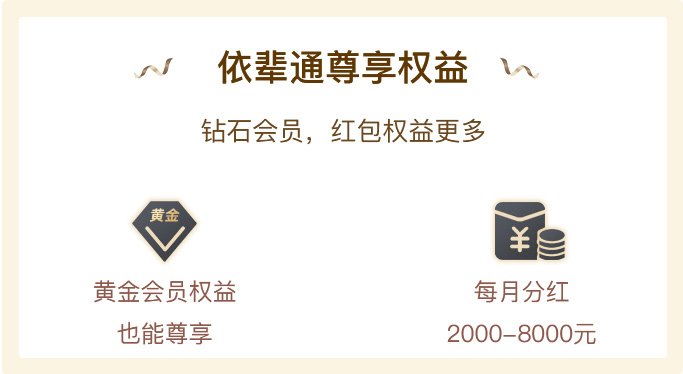 依辈通尊享权益
钻石会员，红包权益更多
黄金
¥
黄金会员权益
也能尊享
每月分红
2000-8000元